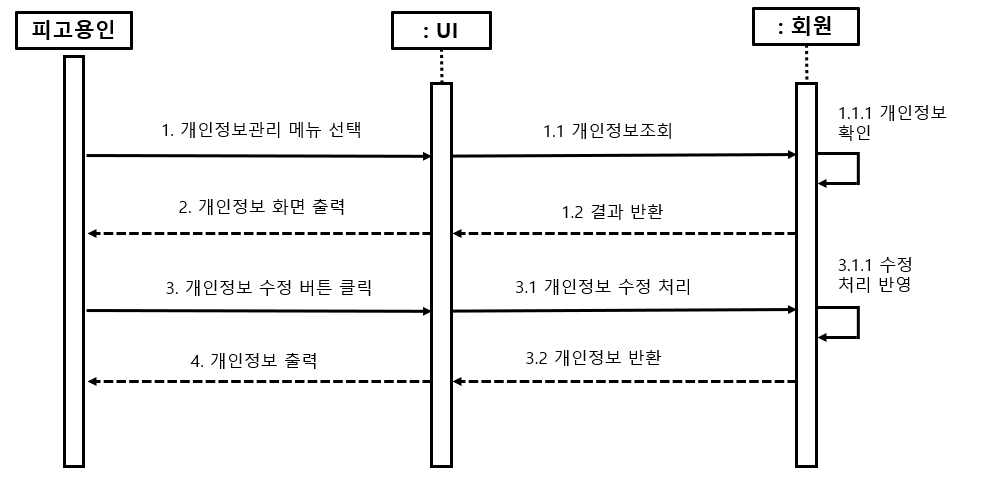 피고용인
: UI
: 회원
1. 개인정보관리 메뉴 선택
1.1 개인정보조회
1.1.1 개인정보
확인
2. 개인정보 화면 출력
1.2 결과 반환
3. 개인정보 수정 버튼 클릭
3.1 개인정보 수정 처리
3.1.1 수정
처리 반영
4. 개인정보 출력
3.2 개인정보 반환